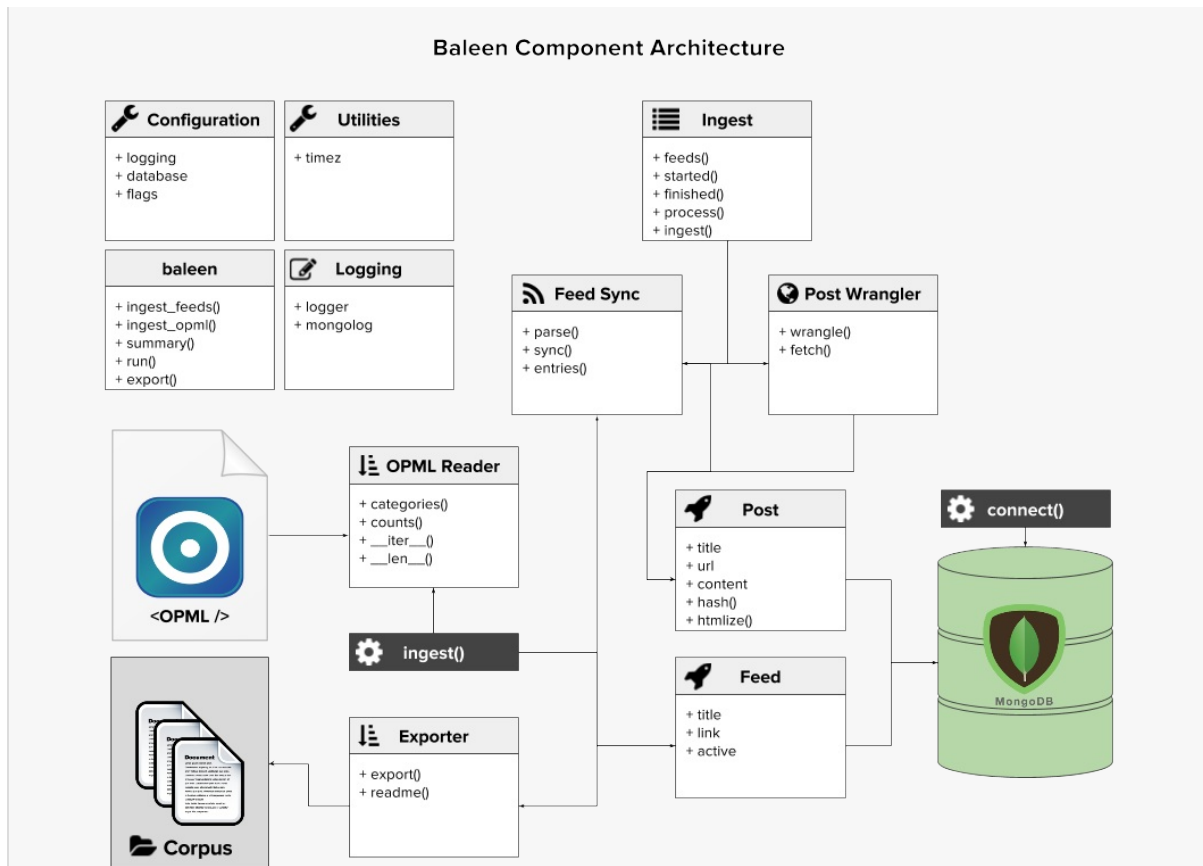 Baleen Component Architecture
Configuration
+ logging
+ database
+ flags
Utilities
+ timez
Ingest
+ feeds()
+ started()
+ finished()
+ process()
+ ingest()
baleen
+ ingest_feeds()
+ ingest_opml()
+ summary()
+ run()
+ export()
Logging
+ logger
+ mongolog
Feed Sync
+ parse()
+ sync()
+ entries()
Post Wrangler
+ wrangle()
+ fetch()
<OPML />
OPML Reader
+ categories()
+ counts()
+ __iter__()
+ __len__()
ingest()
Post
+ title
+ url
+ content
+ hash()
+ htmlize()
connect()
MongoDB
Feed
+ title
+ link
+ active
Exporter
+ export()
+ readme()
Document
Corpus